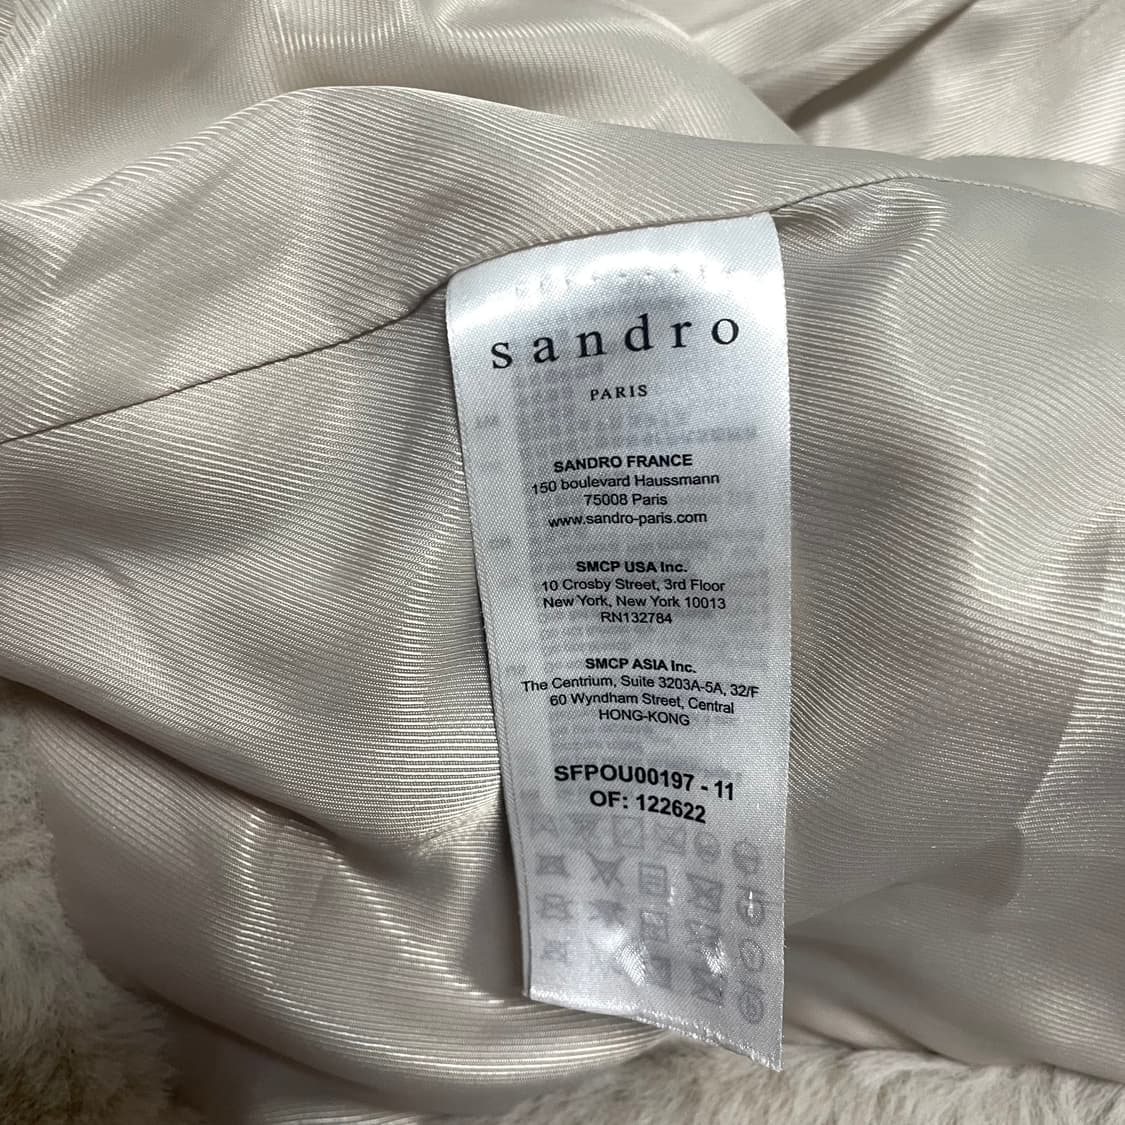 sandro
PARIS
SANDRO FRANCE
150 boulevard Haussmann
75008 Paris
www.sandro-paris.com
SMCP USA Inc.
10 Crosby Street, 3rd Floor
New York, New York 10013
RN132784
SMCP ASIA Inc.
The Centrium, Suite 3203A-5A, 32/F
60 Wyndham Street, Central
HONG-KONG
SFPOU00197 - 11
OF: 122622